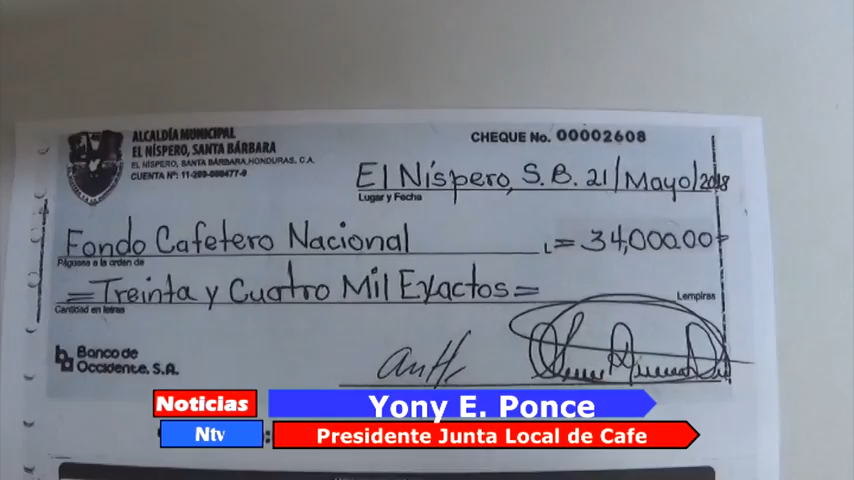 ALCALDÍA MUNICIPAL
EL NÍSPERO, SANTA BÁRBARA
EL NÍSPERO, SANTA BÁRBARA, HONDURAS, C.A.
CHEQUE No. 00002608
El Níspero, S.B. 21/Mayo/2018
Lugar y Fecha
Fondo Cafetero Nacional L=34,000.00=
Páguese a la orden de
=Treinta y Cuatro Mil Exactos= Lempiras
Cantidad en letras
Banco de
Occidente, S.A.
Noticias Yony E. Ponce
Ntv Presidente Junta Local de Cafe